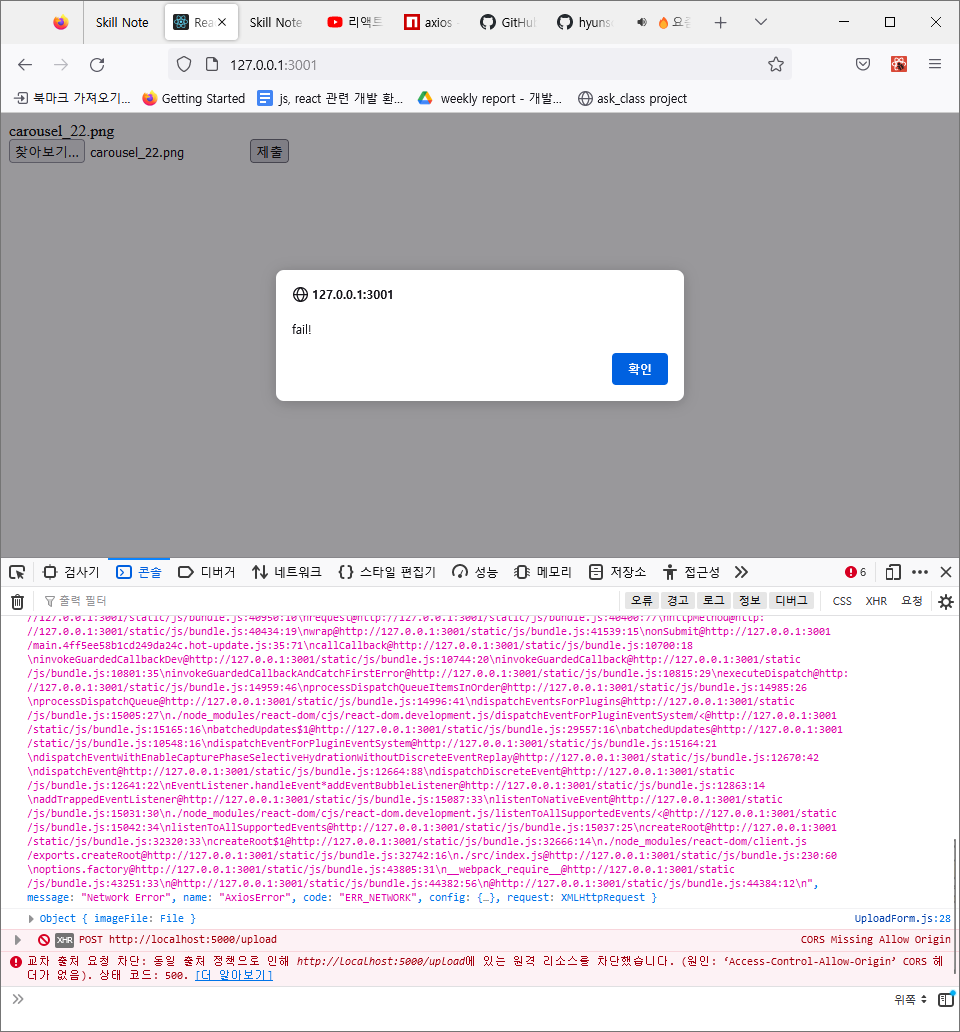 Skill Note
Rea
Skill Note
리액트
axios
GitHu
hyuns
요즘
127.0.0.1:3001
북마크 가져오기...
Getting Started
js, react 관련 개발 환...
weekly report - 개발...
ask_class project
carousel_22.png
찾아보기... carousel_22.png 제출
127.0.0.1:3001
fail!
확인
검사기 콘솔 디버거 네트워크 스타일 편집기 성능 메모리 저장소 접근성 6
출력 필터 오류 경고 로그 정보 디버그 CSS XHR 요청
//127.0.0.1:3001/static/js/bundle.js:40950:10\nrequest@http://127.0.0.1:3001/static/js/bundle.js:40400:77\nhttpMethod@http:
//127.0.0.1:3001/static/js/bundle.js:40434:19\nwrap@http://127.0.0.1:3001/static/js/bundle.js:41539:15\nonSubmit@http://127.0.0.1:3001
/main.4ff5ee58b1cd249da24c.hot-update.js:35:71\ncallCallback@http://127.0.0.1:3001/static/js/bundle.js:10700:18
\ninvokeGuardedCallbackDev@http://127.0.0.1:3001/static/js/bundle.js:10744:20\ninvokeGuardedCallback@http://127.0.0.1:3001/static
/js/bundle.js:10801:35\ninvokeGuardedCallbackAndCatchFirstError@http://127.0.0.1:3001/static/js/bundle.js:10815:29\nexecuteDispatch@http:
//127.0.0.1:3001/static/js/bundle.js:14959:46\nprocessDispatchQueueItemsInOrder@http://127.0.0.1:3001/static/js/bundle.js:14985:26
\nprocessDispatchQueue@http://127.0.0.1:3001/static/js/bundle.js:14996:41\ndispatchEventsForPlugins@http://127.0.0.1:3001/static
/js/bundle.js:15005:27\n./node_modules/react-dom/cjs/react-dom.development.js/dispatchEventForPluginEventSystem/<@http://127.0.0.1:3001
/static/js/bundle.js:15165:16\nbatchedUpdates$1@http://127.0.0.1:3001/static/js/bundle.js:29557:16\nbatchedUpdates@http://127.0.0.1:3001
/static/js/bundle.js:10548:16\ndispatchEventForPluginEventSystem@http://127.0.0.1:3001/static/js/bundle.js:15164:21
\ndispatchEventWithEnableCapturePhaseSelectiveHydrationWithoutDiscreteEventReplay@http://127.0.0.1:3001/static/js/bundle.js:12670:42
\ndispatchEvent@http://127.0.0.1:3001/static/js/bundle.js:12664:88\ndispatchDiscreteEvent@http://127.0.0.1:3001/static
/js/bundle.js:12641:22\nEventListener.handleEvent*addEventBubbleListener@http://127.0.0.1:3001/static/js/bundle.js:12863:14
\naddTrappedEventListener@http://127.0.0.1:3001/static/js/bundle.js:15087:33\nlistenToNativeEvent@http://127.0.0.1:3001/static
/js/bundle.js:15031:30\n./node_modules/react-dom/cjs/react-dom.development.js/listenToAllSupportedEvents/<@http://127.0.0.1:3001/static
/js/bundle.js:15042:34\nlistenToAllSupportedEvents@http://127.0.0.1:3001/static/js/bundle.js:15037:25\ncreateRoot@http://127.0.0.1:3001
/static/js/bundle.js:32320:33\ncreateRoot$1@http://127.0.0.1:3001/static/js/bundle.js:32666:14\n./node_modules/react-dom/client.js
/exports.createRoot@http://127.0.0.1:3001/static/js/bundle.js:32742:16\n./src/index.js@http://127.0.0.1:3001/static/js/bundle.js:230:60
\noptions.factory@http://127.0.0.1:3001/static/js/bundle.js:43805:31\n__webpack_require__@http://127.0.0.1:3001/static
/js/bundle.js:43251:33\n@http://127.0.0.1:3001/static/js/bundle.js:44382:56\n@http://127.0.0.1:3001/static/js/bundle.js:44384:12\n",
message: "Network Error", name: "AxiosError", code: "ERR_NETWORK", config: {…}, request: XMLHttpRequest }
Object { imageFile: File } UploadForm.js:28
XHR POST http://localhost:5000/upload CORS Missing Allow Origin
교차 출처 요청 차단: 동일 출처 정책으로 인해 http://localhost:5000/upload에 있는 원격 리소스를 차단했습니다. (원인: ‘Access-Control-Allow-Origin’ CORS 헤
더가 없음). 상태 코드: 500. [더 알아보기]
위쪽